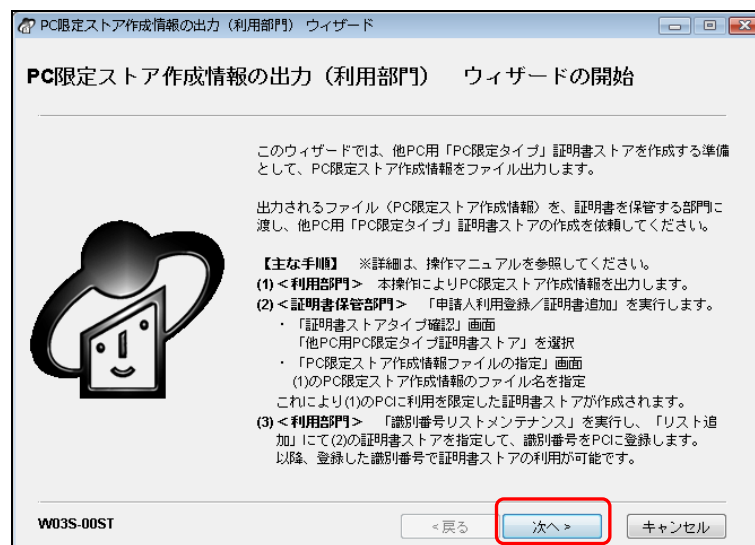 PC限定ストア作成情報の出力（利用部門） ウィザード
PC限定ストア作成情報の出力（利用部門）　ウィザードの開始
このウィザードでは、他PC用「PC限定タイプ」証明書ストアを作成する準備
として、PC限定ストア作成情報をファイル出力します。
出力されるファイル（PC限定ストア作成情報）を、証明書を保管する部門に
渡し、他PC用「PC限定タイプ」証明書ストアの作成を依頼してください。
【主な手順】　※詳細は、操作マニュアルを参照してください。
(1)＜利用部門＞　本操作によりPC限定ストア作成情報を出力します。
(2)＜証明書保管部門＞　「申請人利用登録／証明書追加」を実行します。
・「証明書ストアタイプ確認」画面
「他PC用PC限定タイプ証明書ストア」を選択
・「PC限定ストア作成情報ファイルの指定」画面
(1)のPC限定ストア作成情報のファイル名を指定
これにより(1)のPCに利用を限定した証明書ストアが作成されます。
(3)＜利用部門＞　「識別番号リストメンテナンス」を実行し、「リスト追
加」にて(2)の証明書ストアを指定して、識別番号をPCに登録します。
以降、登録した識別番号で証明書ストアの利用が可能です。
W03S-00ST
＜戻る
次へ＞
キャンセル